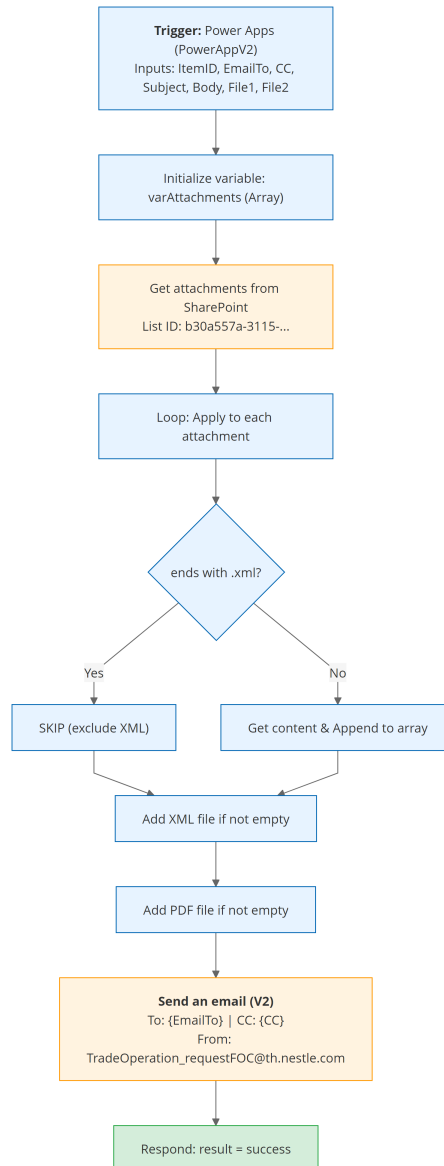 Trigger: Power Apps
(PowerAppV2)
Inputs: ItemID, EmailTo, CC,
Subject, Body, File1, File2
Initialize variable:
varAttachments (Array)
Get attachments from
SharePoint
List ID: b30a557a-3115-...
Loop: Apply to each
attachment
ends with .xml?
Yes
No
SKIP (exclude XML)
Get content & Append to array
Add XML file if not empty
Add PDF file if not empty
Send an email (V2)
To: {EmailTo} | CC: {CC}
From:
TradeOperation_requestFOC@th.nestle.com
Respond: result = success